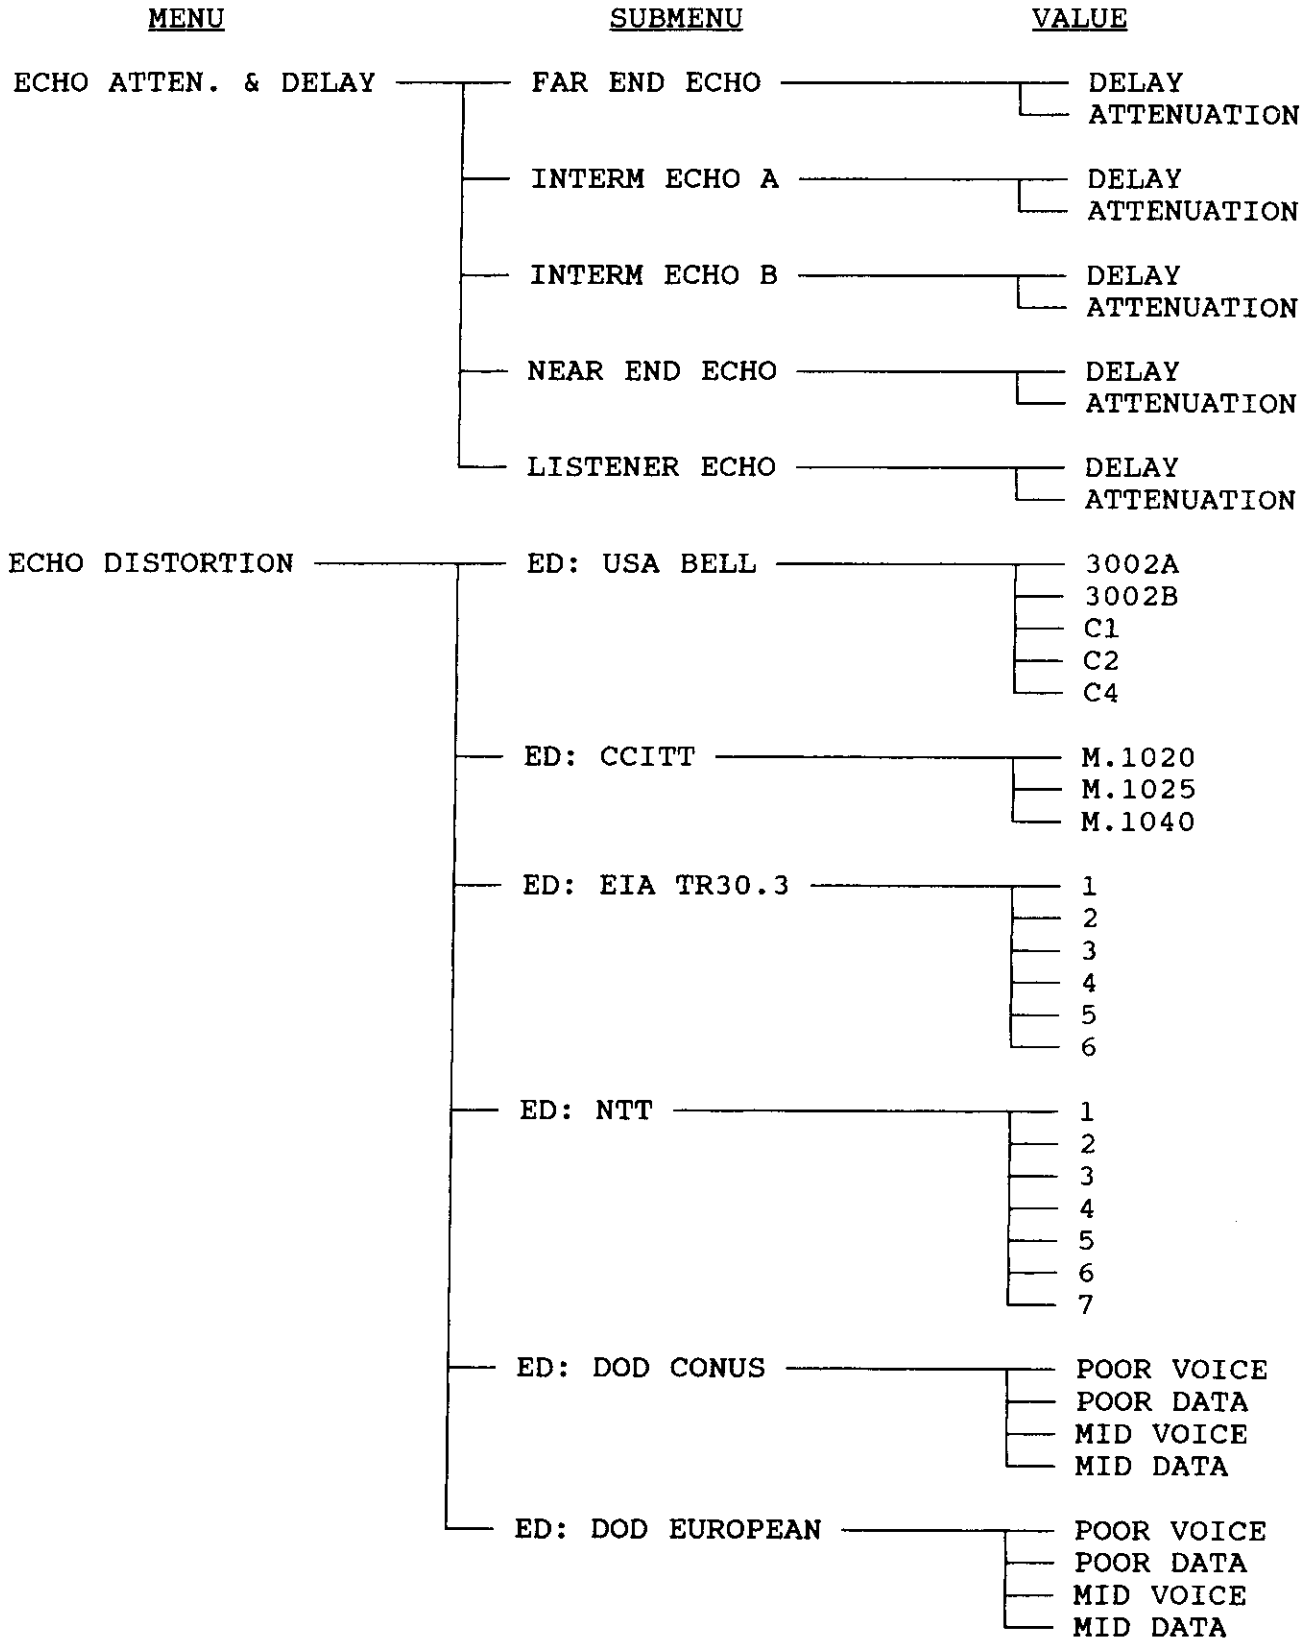 MENU SUBMENU VALUE
ECHO ATTEN. & DELAY FAR END ECHO DELAY
ATTENUATION
INTERM ECHO A DELAY
ATTENUATION
INTERM ECHO B DELAY
ATTENUATION
NEAR END ECHO DELAY
ATTENUATION
LISTENER ECHO DELAY
ATTENUATION
ECHO DISTORTION ED: USA BELL 3002A
3002B
C1
C2
C4
ED: CCITT M.1020
M.1025
M.1040
ED: EIA TR30.3 1
2
3
4
5
6
ED: NTT 1
2
3
4
5
6
7
ED: DOD CONUS POOR VOICE
POOR DATA
MID VOICE
MID DATA
ED: DOD EUROPEAN POOR VOICE
POOR DATA
MID VOICE
MID DATA